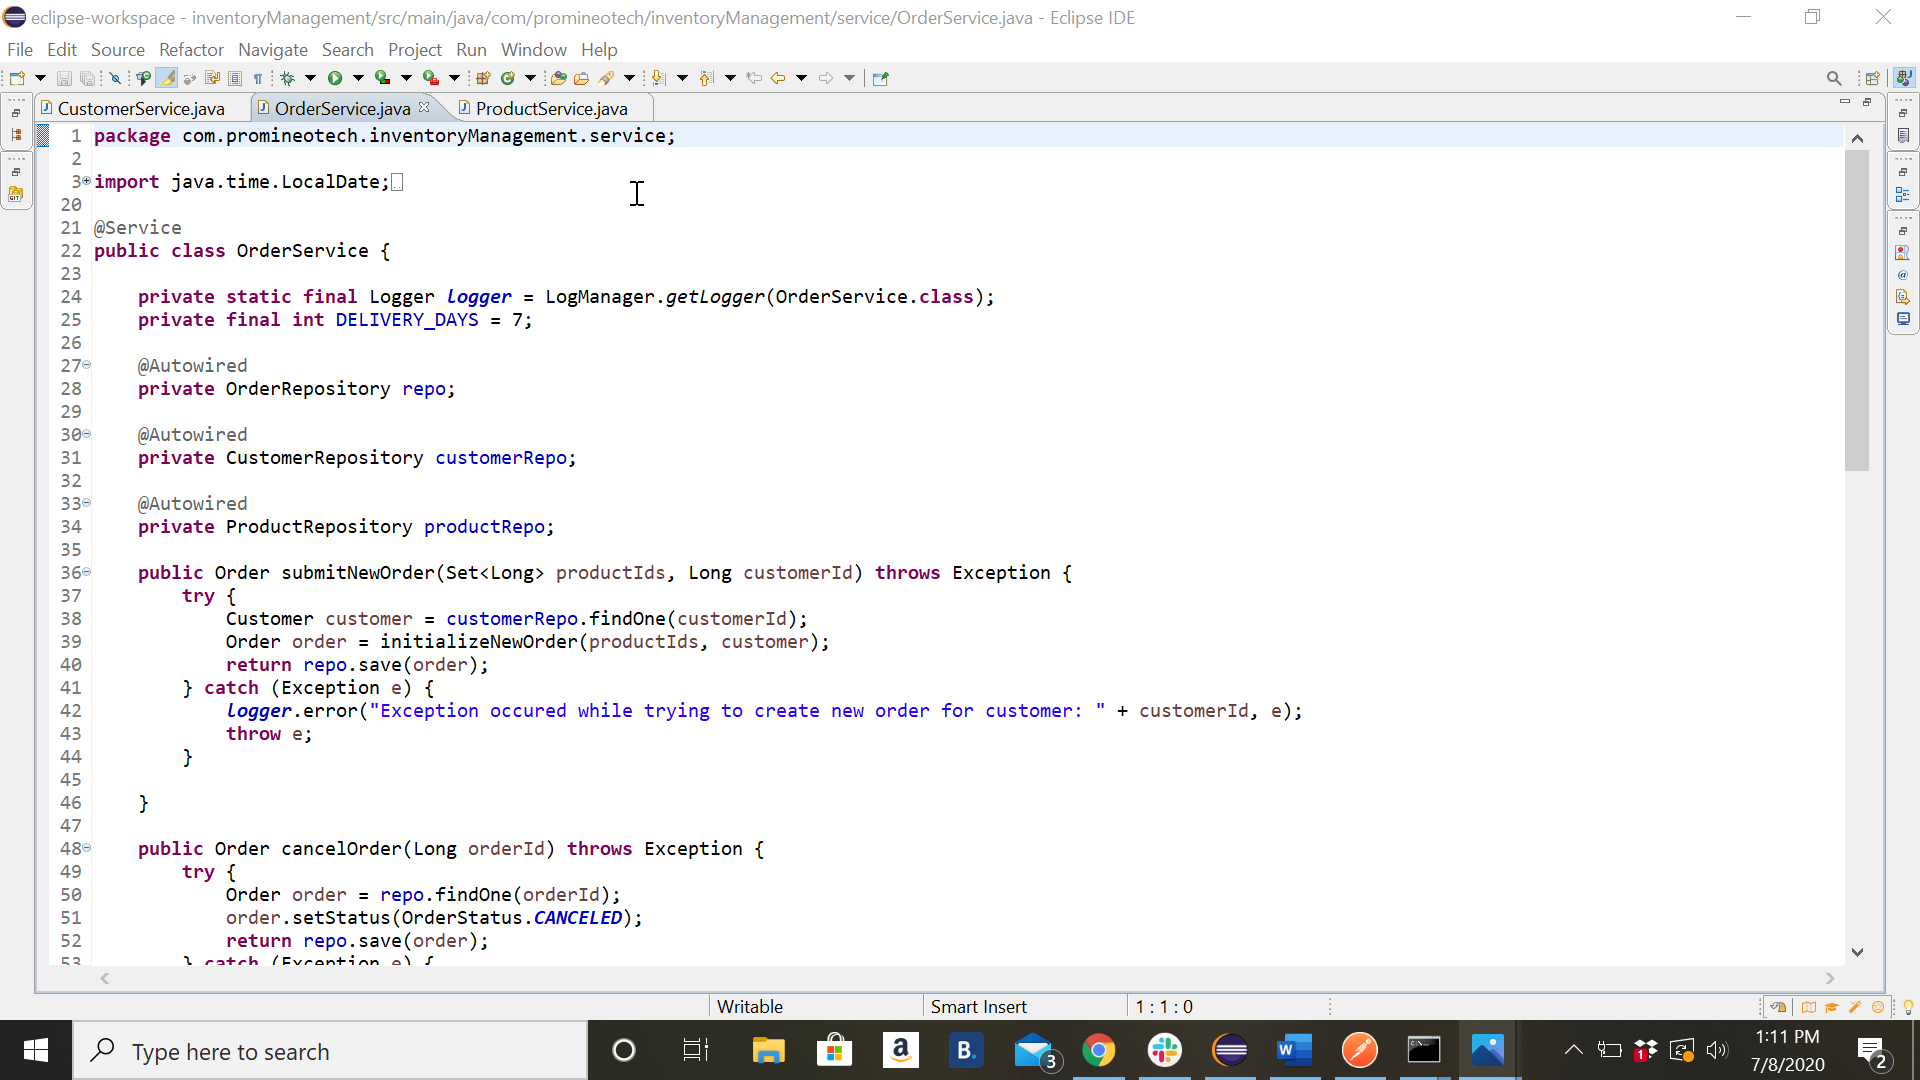 eclipse-workspace - inventoryManagement/src/main/java/com/promineotech/inventoryManagement/service/OrderService.java - Eclipse IDE
File Edit Source Refactor Navigate Search Project Run Window Help
CustomerService.java OrderService.java ProductService.java
1 package com.promineotech.inventoryManagement.service;
2
3 import java.time.LocalDate;
20
21 @Service
22 public class OrderService {
23
24 private static final Logger logger = LogManager.getLogger(OrderService.class);
25 private final int DELIVERY_DAYS = 7;
26
27 @Autowired
28 private OrderRepository repo;
29
30 @Autowired
31 private CustomerRepository customerRepo;
32
33 @Autowired
34 private ProductRepository productRepo;
35
36 public Order submitNewOrder(Set<Long> productIds, Long customerId) throws Exception {
37 try {
38 Customer customer = customerRepo.findOne(customerId);
39 Order order = initializeNewOrder(productIds, customer);
40 return repo.save(order);
41 } catch (Exception e) {
42 logger.error("Exception occured while trying to create new order for customer: " + customerId, e);
43 throw e;
44 }
45
46 }
47
48 public Order cancelOrder(Long orderId) throws Exception {
49 try {
50 Order order = repo.findOne(orderId);
51 order.setStatus(OrderStatus.CANCELED);
52 return repo.save(order);
53 } catch (Exception e) {
Writable Smart Insert 1 : 1 : 0
Type here to search
a B. 3 W 1
1:11 PM
7/8/2020
2